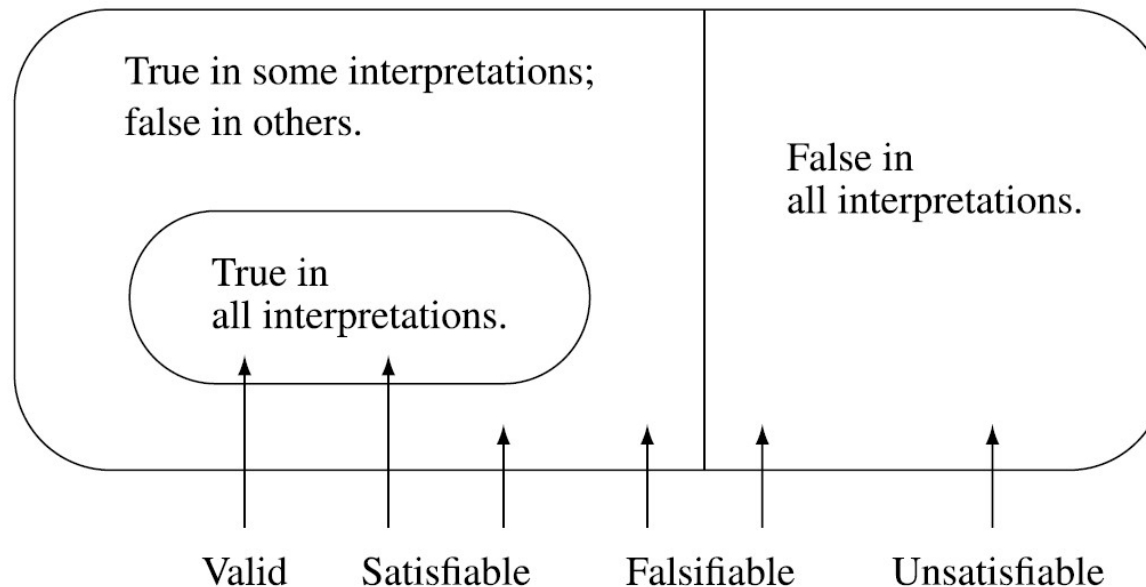 True in some interpretations;
false in others.
False in
all interpretations.
True in
all interpretations.
Valid
Satisfiable
Falsifiable
Unsatisfiable